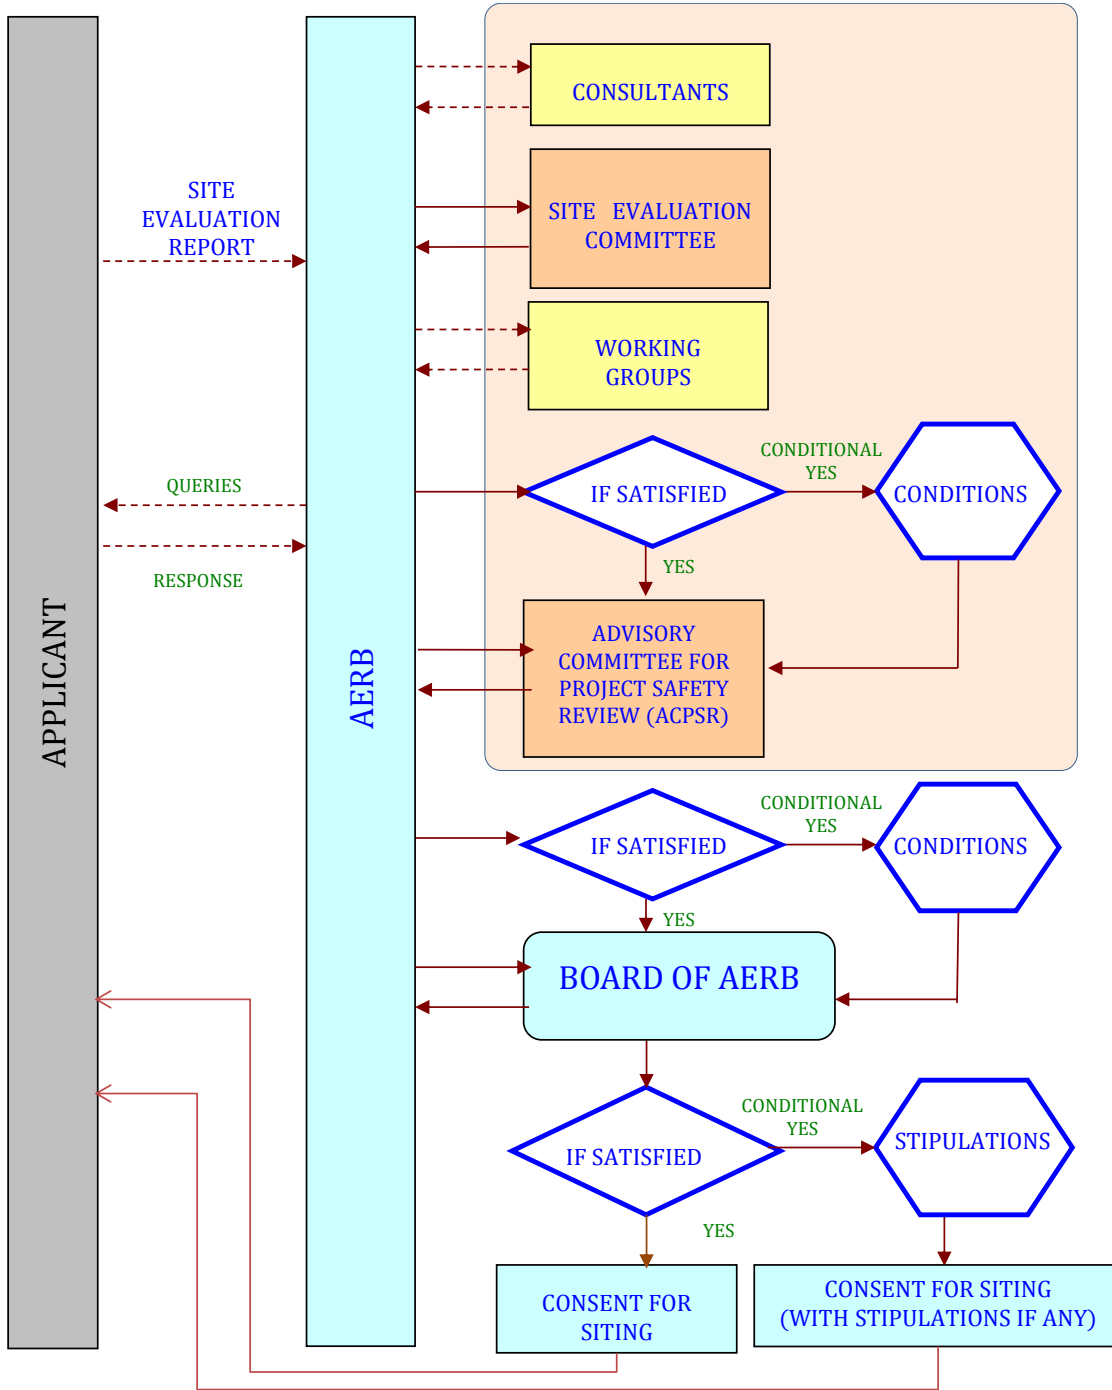 APPLICANT
SITE
EVALUATION
REPORT
QUERIES
RESPONSE
AERB
CONSULTANTS
SITE EVALUATION
COMMITTEE
WORKING
GROUPS
IF SATISFIED
CONDITIONAL
YES
CONDITIONS
YES
ADVISORY
COMMITTEE FOR
PROJECT SAFETY
REVIEW (ACPSR)
IF SATISFIED
CONDITIONAL
YES
CONDITIONS
YES
BOARD OF AERB
IF SATISFIED
CONDITIONAL
YES
STIPULATIONS
YES
CONSENT FOR
SITING
CONSENT FOR SITING
(WITH STIPULATIONS IF ANY)